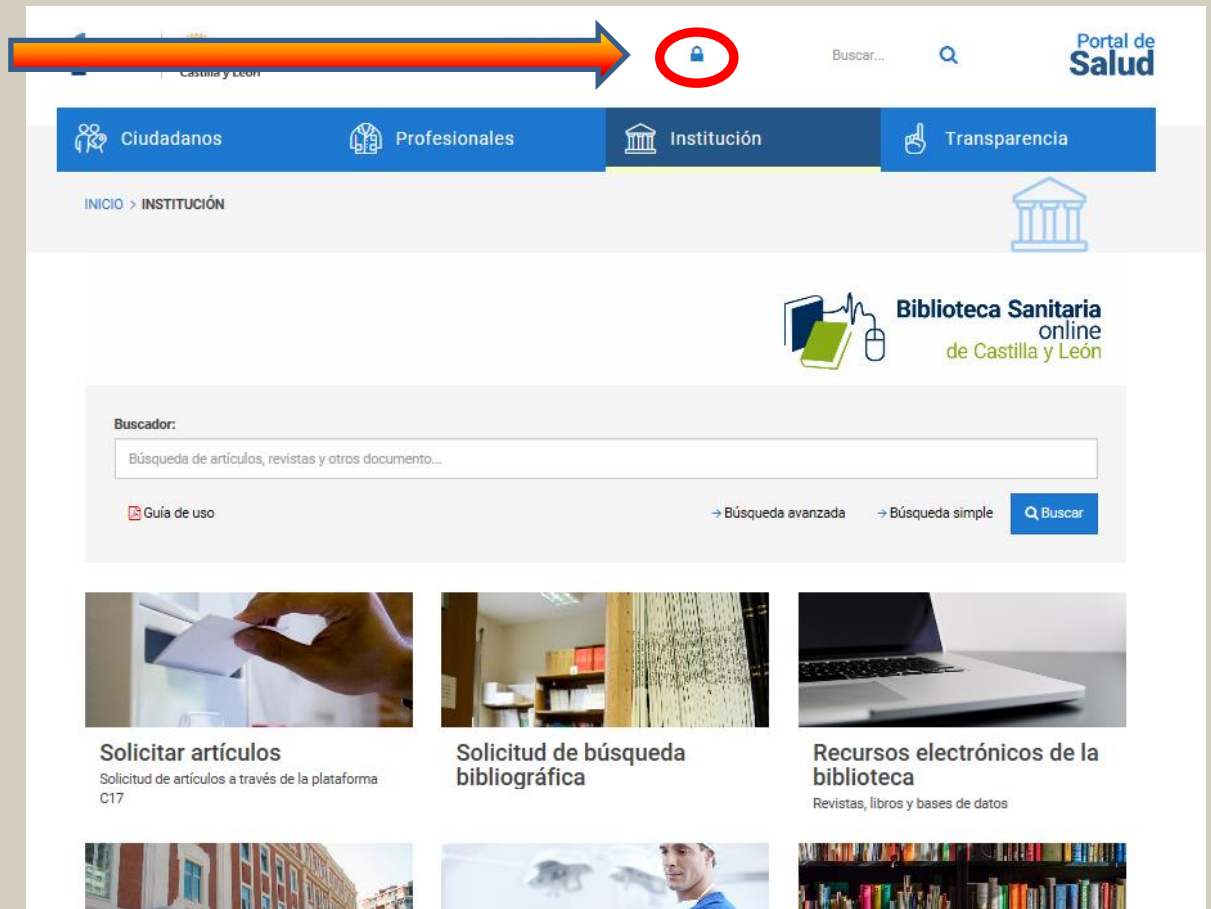 Castilla y León
Buscar...
Portal de
Salud
Ciudadanos
Profesionales
Institución
Transparencia
INICIO > INSTITUCIÓN
Biblioteca Sanitaria
online
de Castilla y León
Buscador:
Búsqueda de artículos, revistas y otros documento...
Guía de uso
→ Búsqueda avanzada
→ Búsqueda simple
Buscar
Solicitar artículos
Solicitud de artículos a través de la plataforma
C17
Solicitud de búsqueda
bibliográfica
Recursos electrónicos de la
biblioteca
Revistas, libros y bases de datos